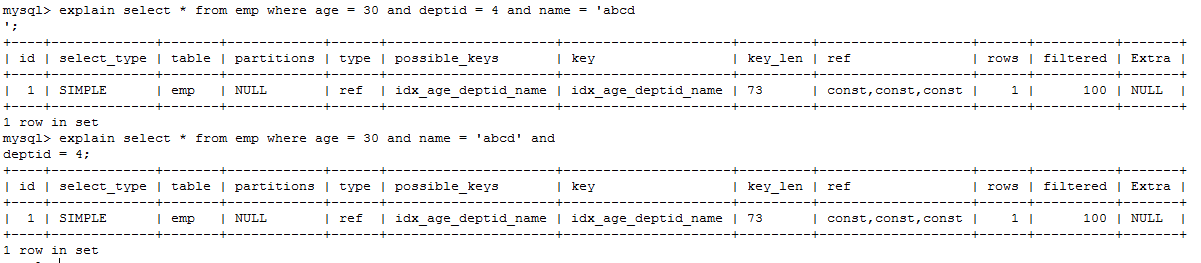 mysql> explain select * from emp where age = 30 and deptid = 4 and name = 'abcd
';
+----+-------------+-------+------------+------+---------------------+---------------------+---------+-------------------+------+----------+-------+
| id | select_type | table | partitions | type | possible_keys       | key                 | key_len | ref               | rows | filtered | Extra |
+----+-------------+-------+------------+------+---------------------+---------------------+---------+-------------------+------+----------+-------+
|  1 | SIMPLE      | emp   | NULL       | ref  | idx_age_deptid_name | idx_age_deptid_name | 73      | const,const,const |    1 |      100 | NULL  |
+----+-------------+-------+------------+------+---------------------+---------------------+---------+-------------------+------+----------+-------+
1 row in set
mysql> explain select * from emp where age = 30 and name = 'abcd' and
deptid = 4;
+----+-------------+-------+------------+------+---------------------+---------------------+---------+-------------------+------+----------+-------+
| id | select_type | table | partitions | type | possible_keys       | key                 | key_len | ref               | rows | filtered | Extra |
+----+-------------+-------+------------+------+---------------------+---------------------+---------+-------------------+------+----------+-------+
|  1 | SIMPLE      | emp   | NULL       | ref  | idx_age_deptid_name | idx_age_deptid_name | 73      | const,const,const |    1 |      100 | NULL  |
+----+-------------+-------+------------+------+---------------------+---------------------+---------+-------------------+------+----------+-------+
1 row in set